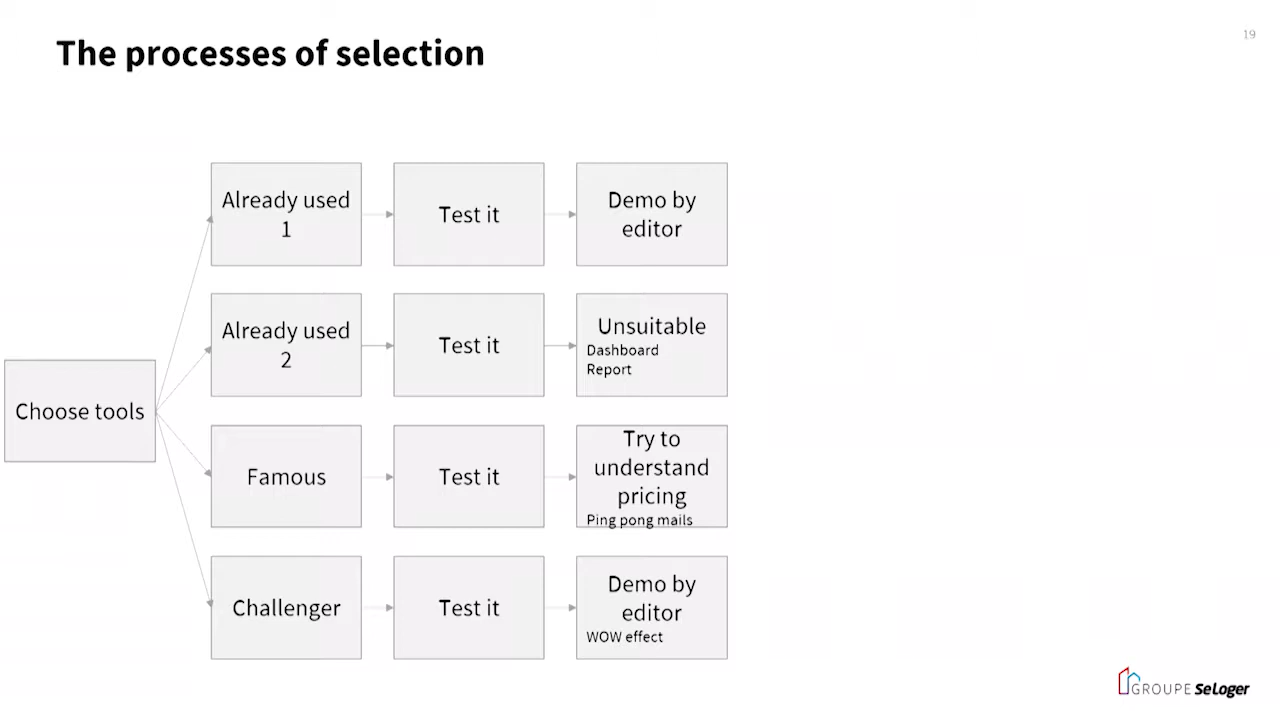 The processes of selection
19
Already used
1
Test it
Demo by
editor
Already used
2
Test it
Unsuitable
Dashboard
Report
Choose tools
Famous
Test it
Try to
understand
pricing
Ping pong mails
Challenger
Test it
Demo by
editor
WOW effect
GROUPE SeLoger